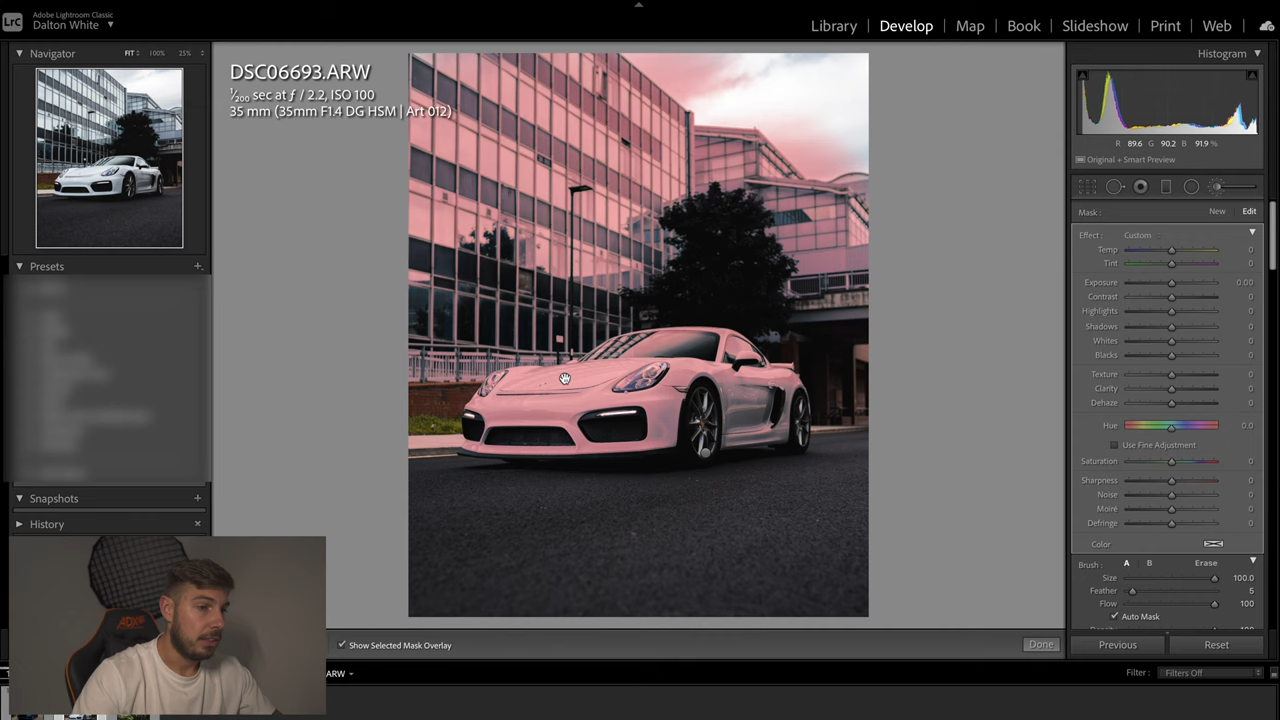 LrC
Adobe Lightroom Classic
Dalton White
Library | Develop | Map | Book | Slideshow | Print | Web
Navigator
FIT
100%
25%
DSC06693.ARW
1/200 sec at ƒ / 2.2, ISO 100
35 mm (35mm F1.4 DG HSM | Art 012)
Presets
Snapshots
History
ADX
Show Selected Mask Overlay
Done
ARW
Histogram
R 89.6 G 90.2 B 91.9 %
Original + Smart Preview
Mask : New Edit
Effect : Custom
Temp 0
Tint 0
Exposure 0.00
Contrast 0
Highlights 0
Shadows 0
Whites 0
Blacks 0
Texture 0
Clarity 0
Dehaze 0
Hue 0.0
Use Fine Adjustment
Saturation 0
Sharpness 0
Noise 0
Moiré 0
Defringe 0
Color
Brush : A B Erase
Size 100.0
Feather 5
Flow 100
Auto Mask
Previous
Reset
Filter : Filters Off